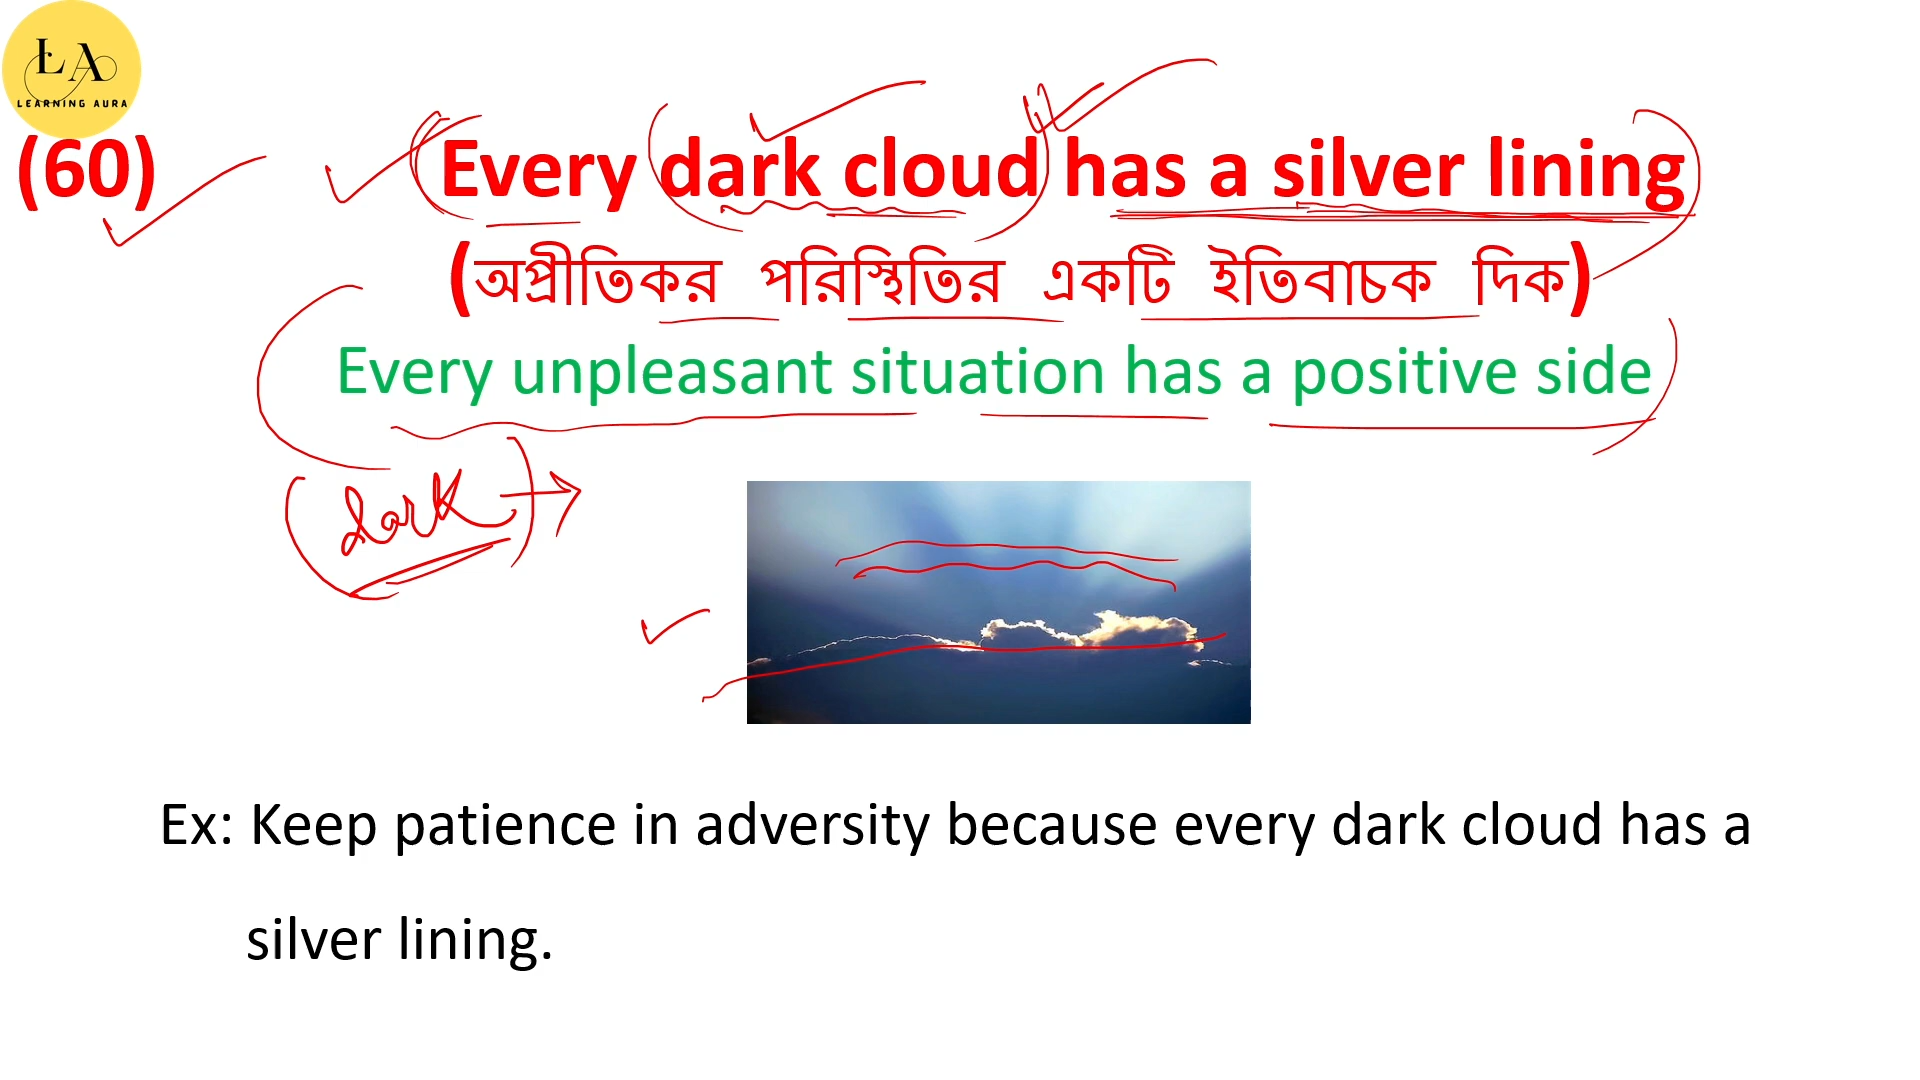 LA
LEARNING AURA
(60) Every dark cloud has a silver lining
(অপ্রীতিকর পরিস্থিতির একটি ইতিবাচক দিক)
Every unpleasant situation has a positive side
dark
Ex: Keep patience in adversity because every dark cloud has a
silver lining.